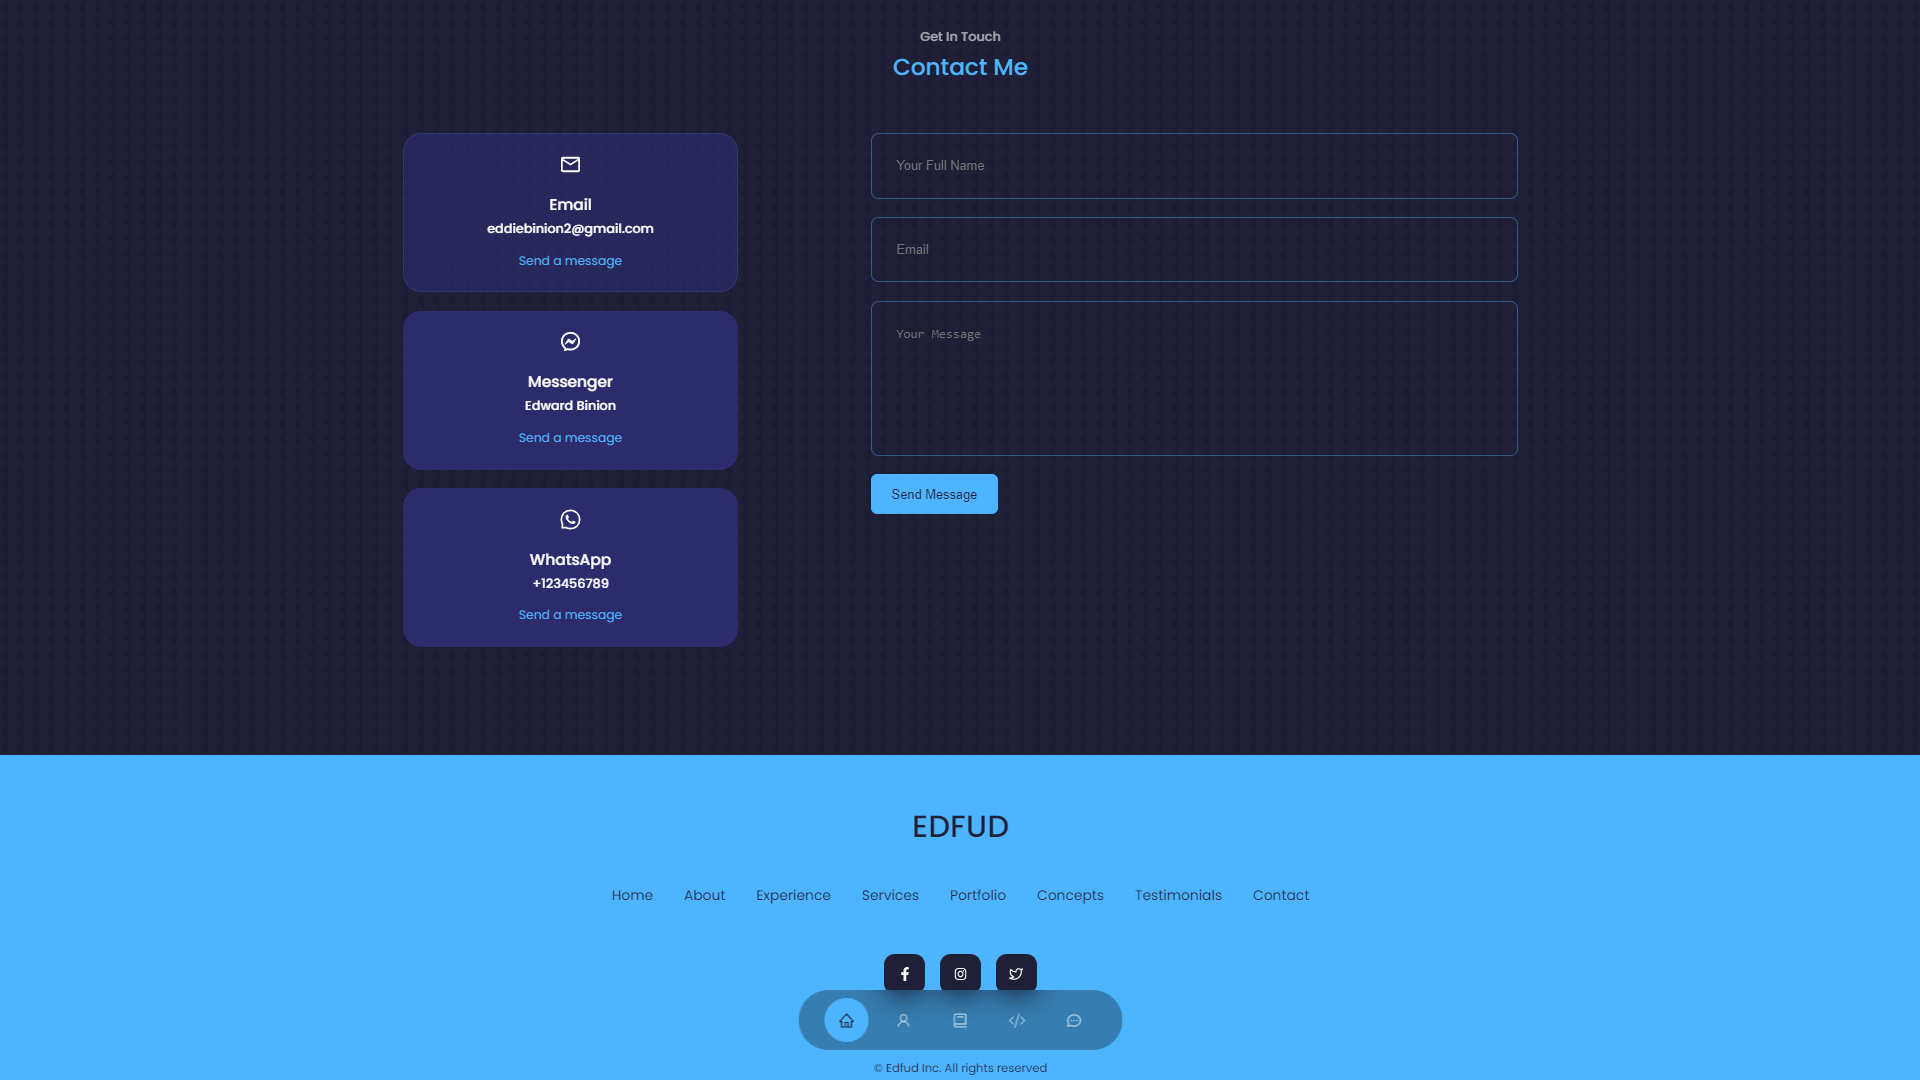 Get In Touch
Contact Me
Email
eddiebinion2@gmail.com
Send a message
Messenger
Edward Binion
Send a message
WhatsApp
+123456789
Send a message
Your Full Name
Email
Your Message
Send Message
EDFUD
Home About Experience Services Portfolio Concepts Testimonials Contact
© Edfud Inc. All rights reserved